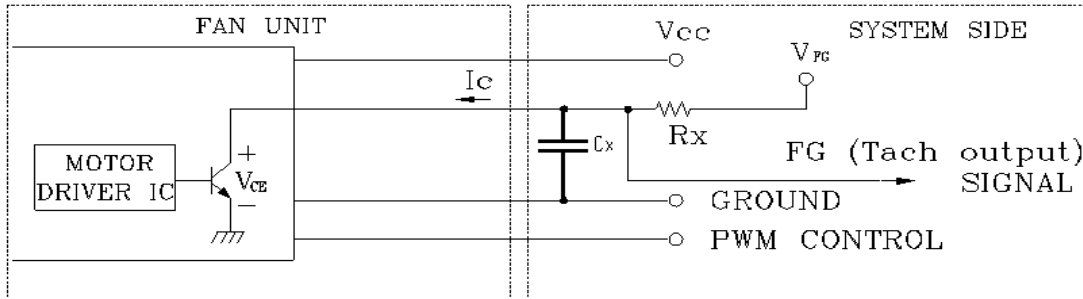 FAN UNIT
SYSTEM SIDE
Vcc
VFG
Ic
Rx
Cx
MOTOR
DRIVER IC
+
VCE
−
FG (Tach output)
SIGNAL
GROUND
PWM CONTROL